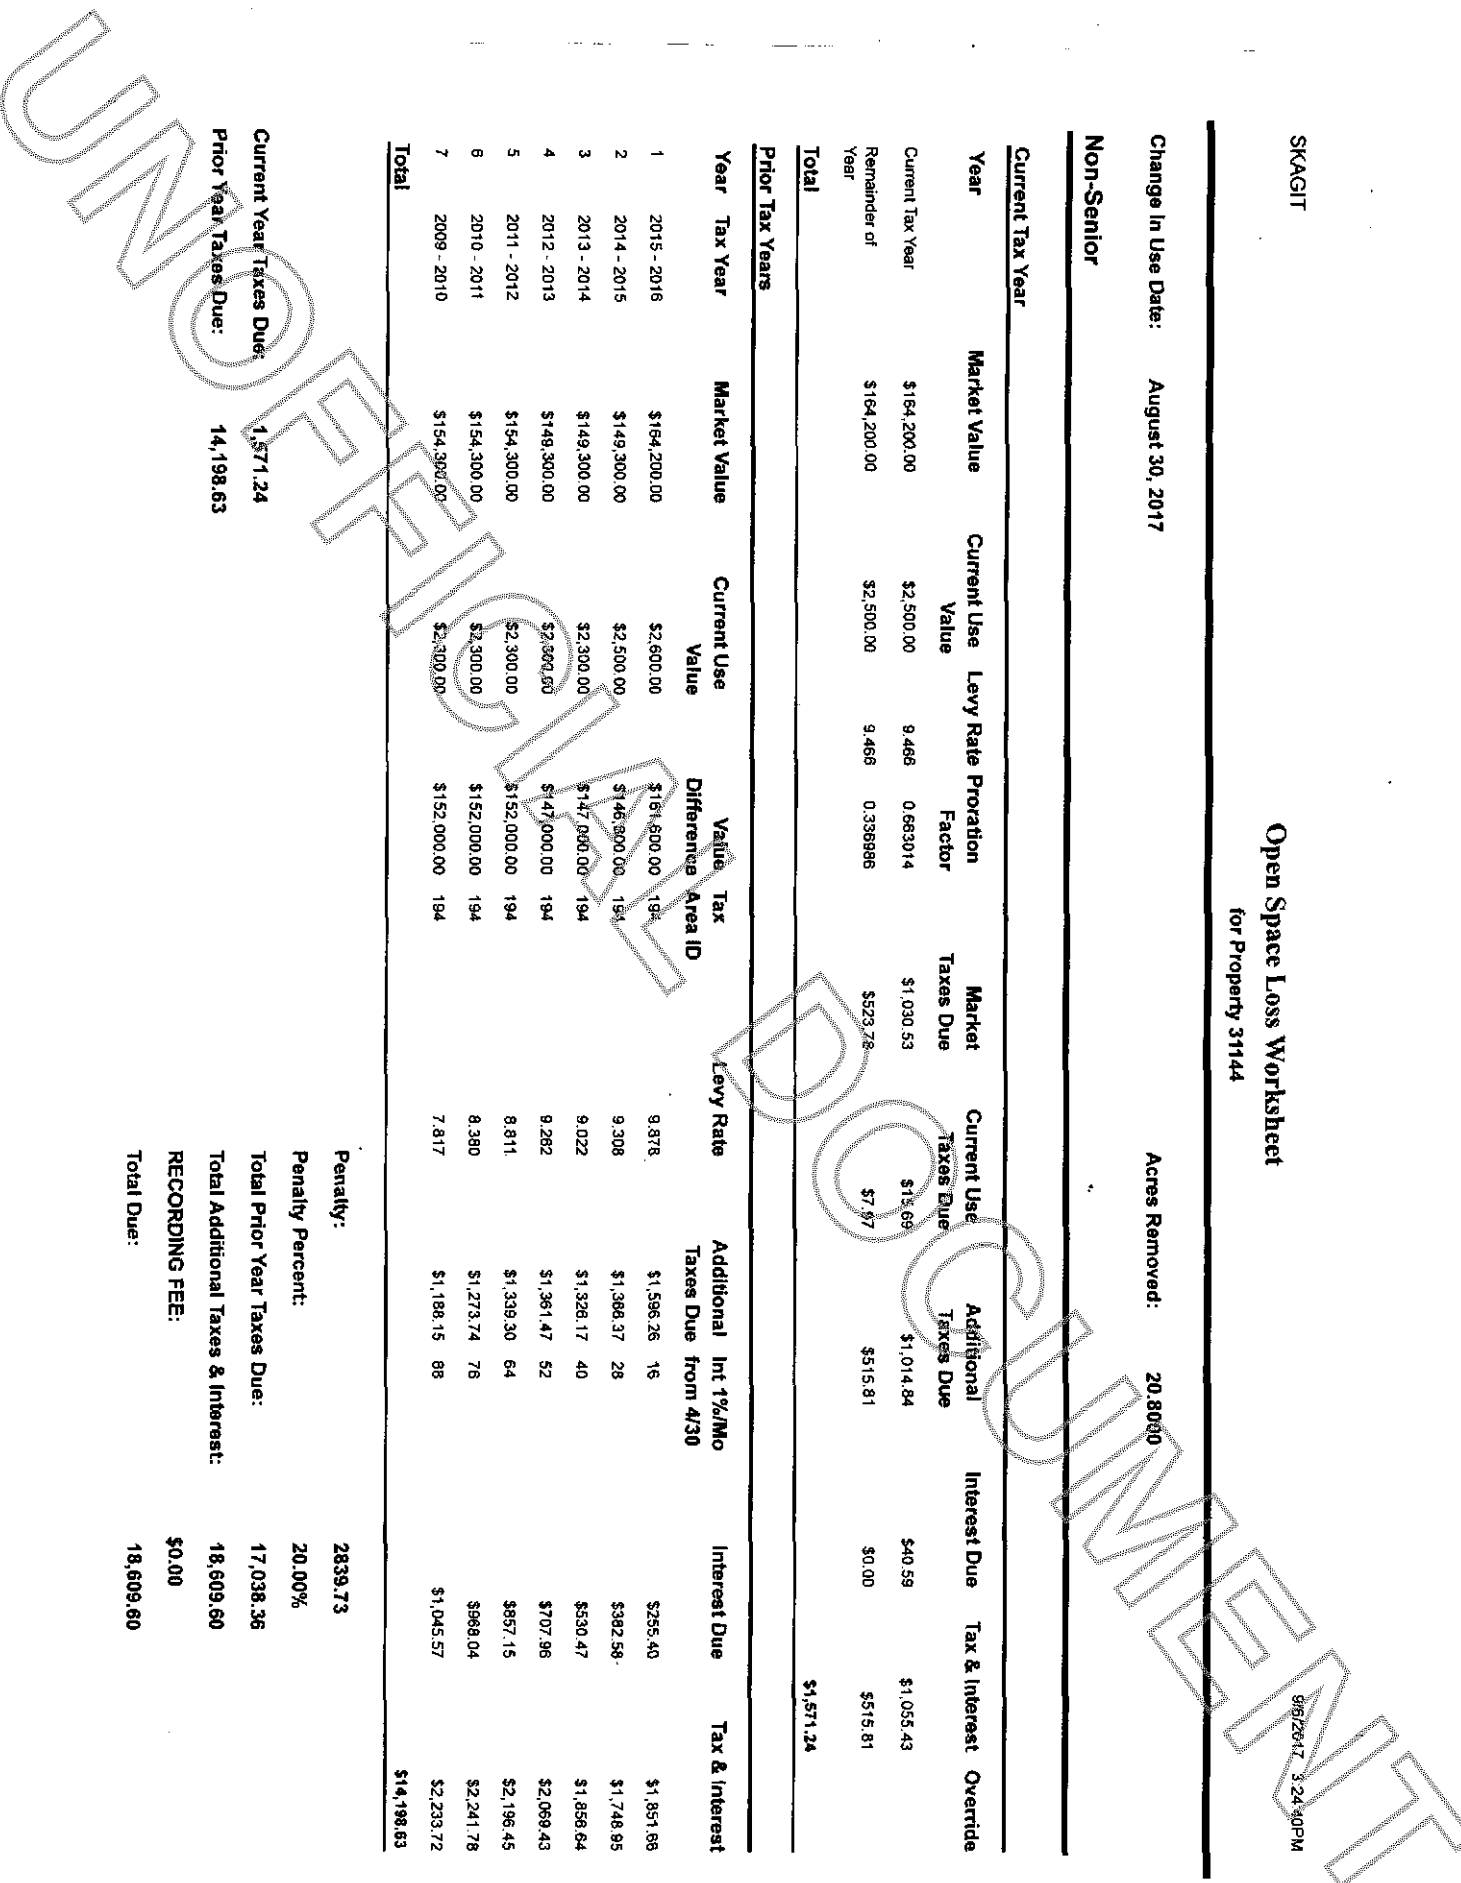 SKAGIT
9/6/2017 3:24:40PM
Open Space Loss Worksheet
for Property 31144
Change In Use Date: August 30, 2017 Acres Removed: 20.8000
Non-Senior
Current Tax Year
Year Market Value Current Use Value Levy Rate Proration Factor Market Taxes Due Current Use Taxes Due Additional Taxes Due Interest Due Tax & Interest Override
Current Tax Year $164,200.00 $2,500.00 9.466 0.663014 $1,030.53 $15.69 $1,014.84 $40.59 $1,055.43
Remainder of Year $164,200.00 $2,500.00 9.466 0.336986 $523.78 $7.97 $515.81 $0.00 $515.81
Total $1,571.24
Prior Tax Years
Year Tax Year Market Value Current Use Value Value Difference Tax Area ID Levy Rate Additional Taxes Due Int 1%/Mo from 4/30 Interest Due Tax & Interest
1 2015 - 2016 $164,200.00 $2,600.00 $161,600.00 194 9.878 $1,596.26 16 $255.40 $1,851.66
2 2014 - 2015 $149,300.00 $2,500.00 $146,800.00 194 9.308 $1,366.37 28 $382.58 $1,748.95
3 2013 - 2014 $149,300.00 $2,300.00 $147,000.00 194 9.022 $1,326.17 40 $530.47 $1,856.64
4 2012 - 2013 $149,300.00 $2,300.00 $147,000.00 194 9.262 $1,361.47 52 $707.96 $2,069.43
5 2011 - 2012 $154,300.00 $2,300.00 $152,000.00 194 8.811 $1,339.30 64 $857.15 $2,196.45
6 2010 - 2011 $154,300.00 $2,300.00 $152,000.00 194 8.380 $1,273.74 76 $968.04 $2,241.78
7 2009 - 2010 $154,300.00 $2,300.00 $152,000.00 194 7.817 $1,188.15 88 $1,045.57 $2,233.72
Total $14,198.63
Penalty: 2839.73
Penalty Percent: 20.00%
Current Year Taxes Due: 1,571.24 Total Prior Year Taxes Due: 17,038.36
Prior Year Taxes Due: 14,198.63 Total Additional Taxes & Interest: 18,609.60
RECORDING FEE: $0.00
Total Due: 18,609.60
UNOFFICIAL DOCUMENT